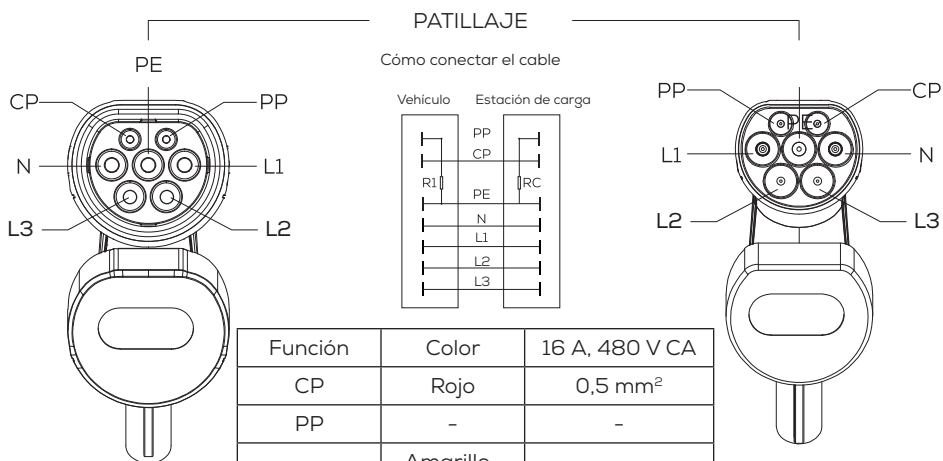 PATILLAJE
Cómo conectar el cable
PE
CP
PP
N
L1
L3
L2
Vehículo
Estación de carga
PP
CP
R1
RC
PE
N
L1
L2
L3
PP
CP
PE
L1
N
L2
L3
Función Color 16 A, 480 V CA
CP Rojo 0,5 mm²
PP - -
Amarillo